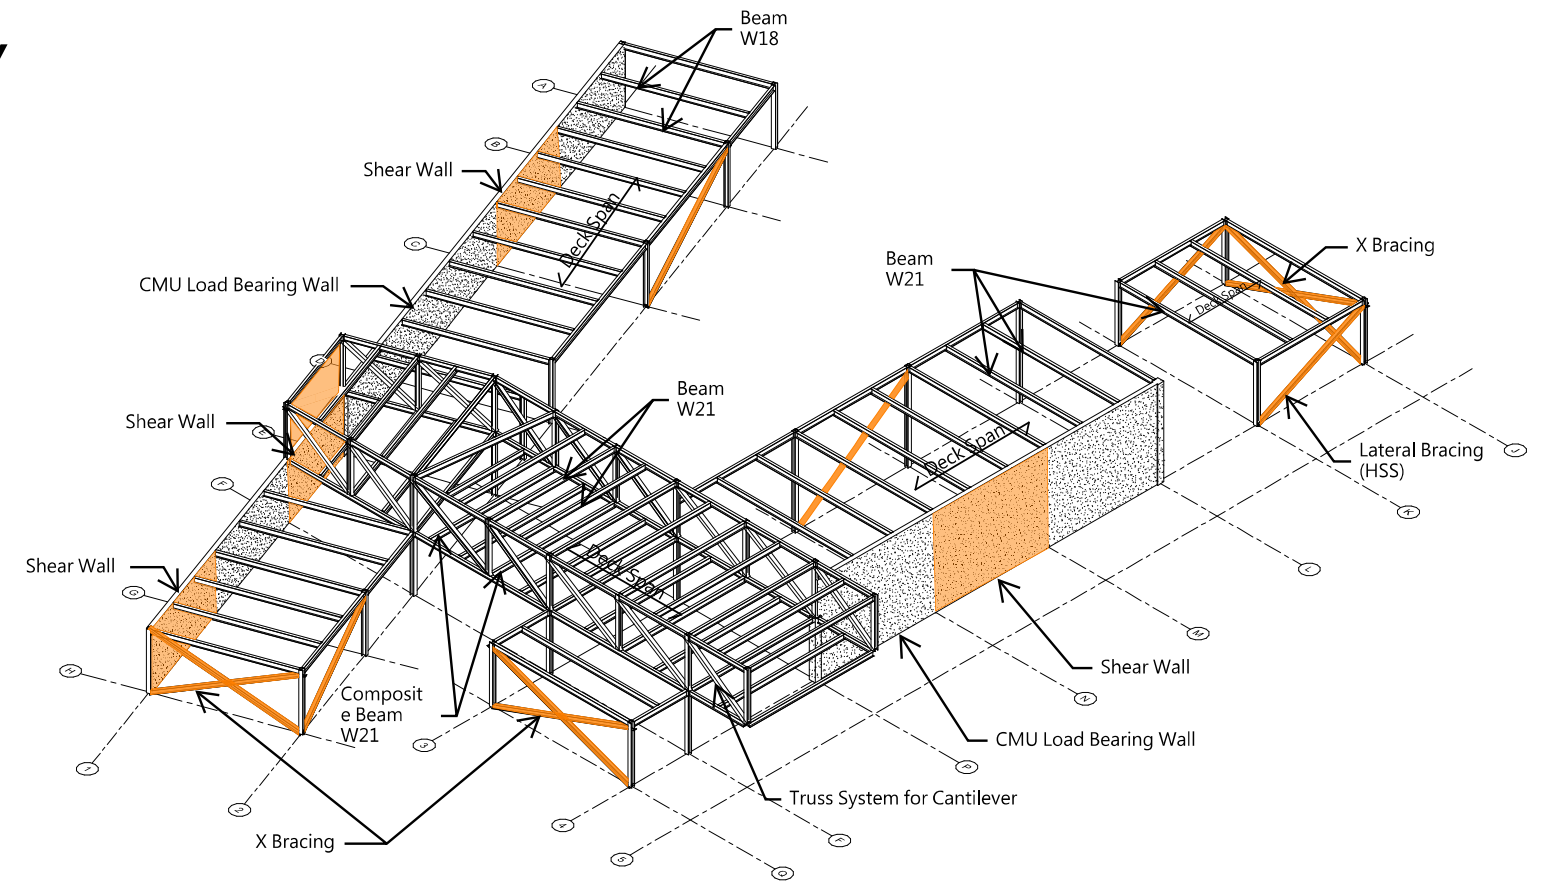 Beam
W18
A
B
Shear Wall
Deck Span
C
X Bracing
Beam
W21
CMU Load Bearing Wall
Deck Span
D
Beam
W21
Shear Wall
E
Deck Span
Lateral Bracing
(HSS)
J
F
K
Deck Span
Shear Wall
L
G
M
Shear Wall
H
Composit
e Beam
W21
N
3
CMU Load Bearing Wall
P
1
Truss System for Cantilever
2
4
X Bracing
F
5
Q